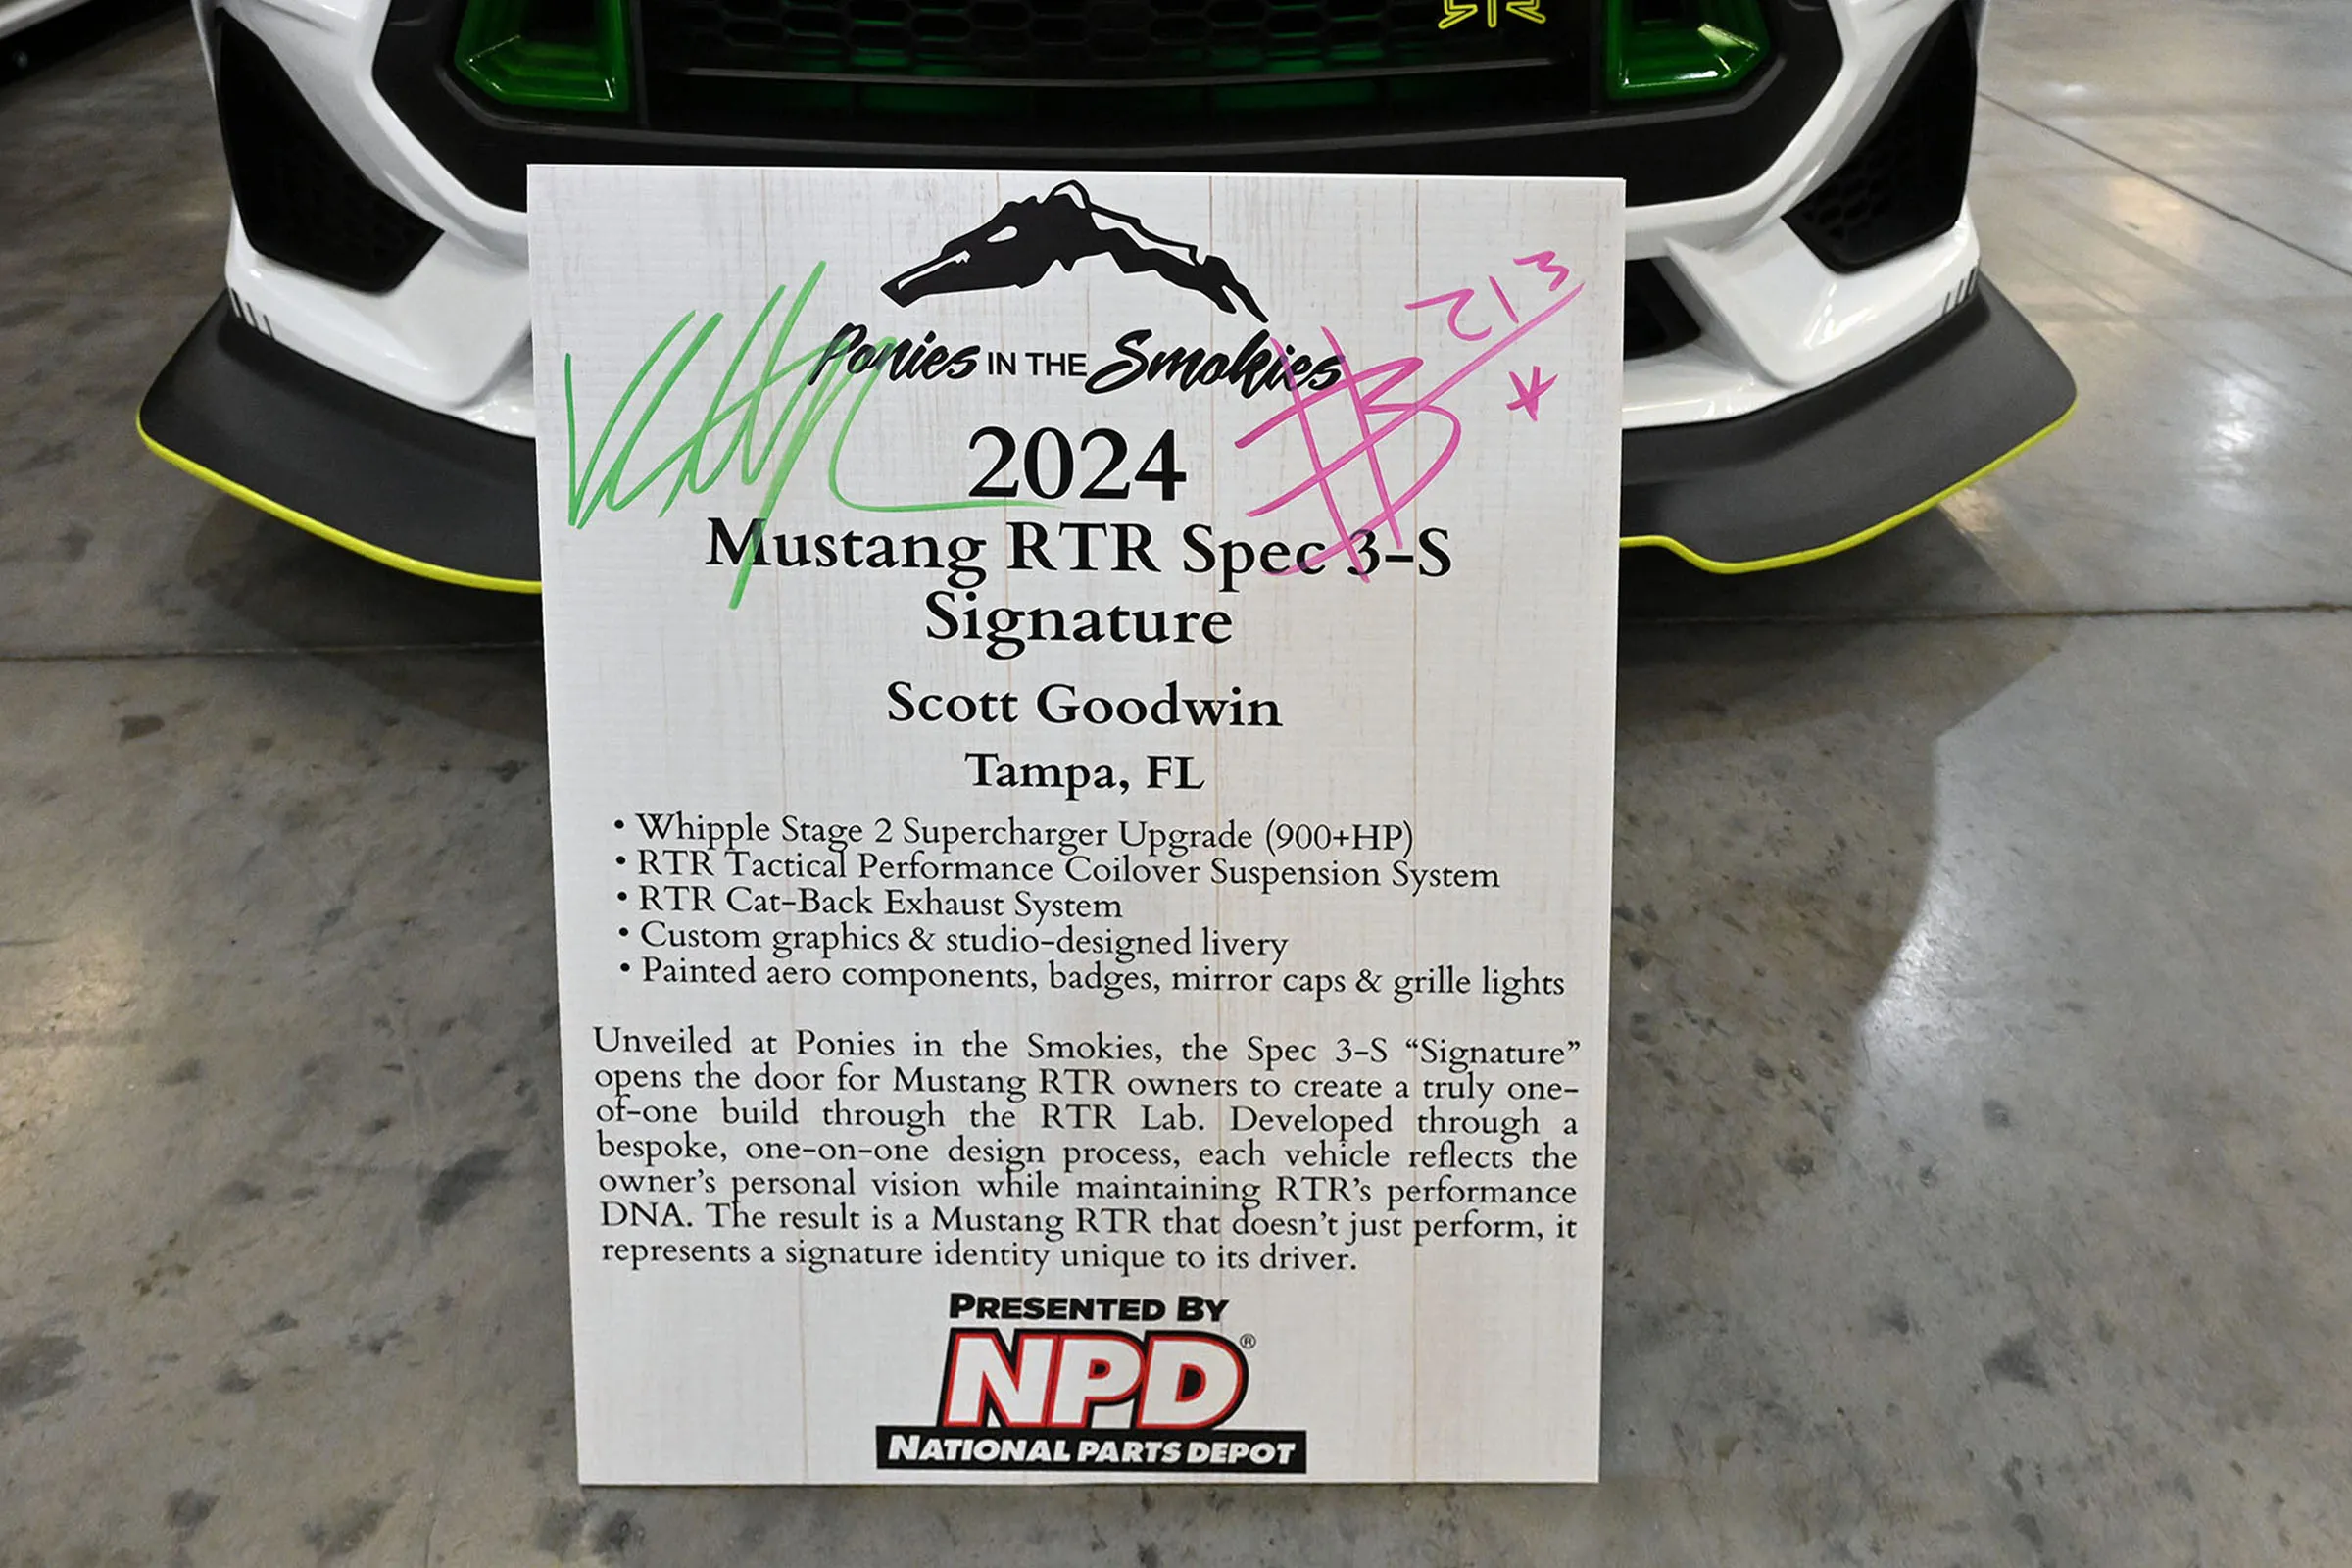 Ponies IN THE Smokies
213
2024
Mustang RTR Spec 3-S
Signature
Scott Goodwin
Tampa, FL
• Whipple Stage 2 Supercharger Upgrade (900+HP)
• RTR Tactical Performance Coilover Suspension System
• RTR Cat-Back Exhaust System
• Custom graphics & studio-designed livery
• Painted aero components, badges, mirror caps & grille lights
Unveiled at Ponies in the Smokies, the Spec 3-S “Signature”
opens the door for Mustang RTR owners to create a truly one-
of-one build through the RTR Lab. Developed through a
bespoke, one-on-one design process, each vehicle reflects the
owner’s personal vision while maintaining RTR’s performance
DNA. The result is a Mustang RTR that doesn’t just perform, it
represents a signature identity unique to its driver.
PRESENTED BY
NPD®
NATIONAL PARTS DEPOT